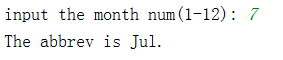 input the month num(1-12): 7
The abbrev is Jul.